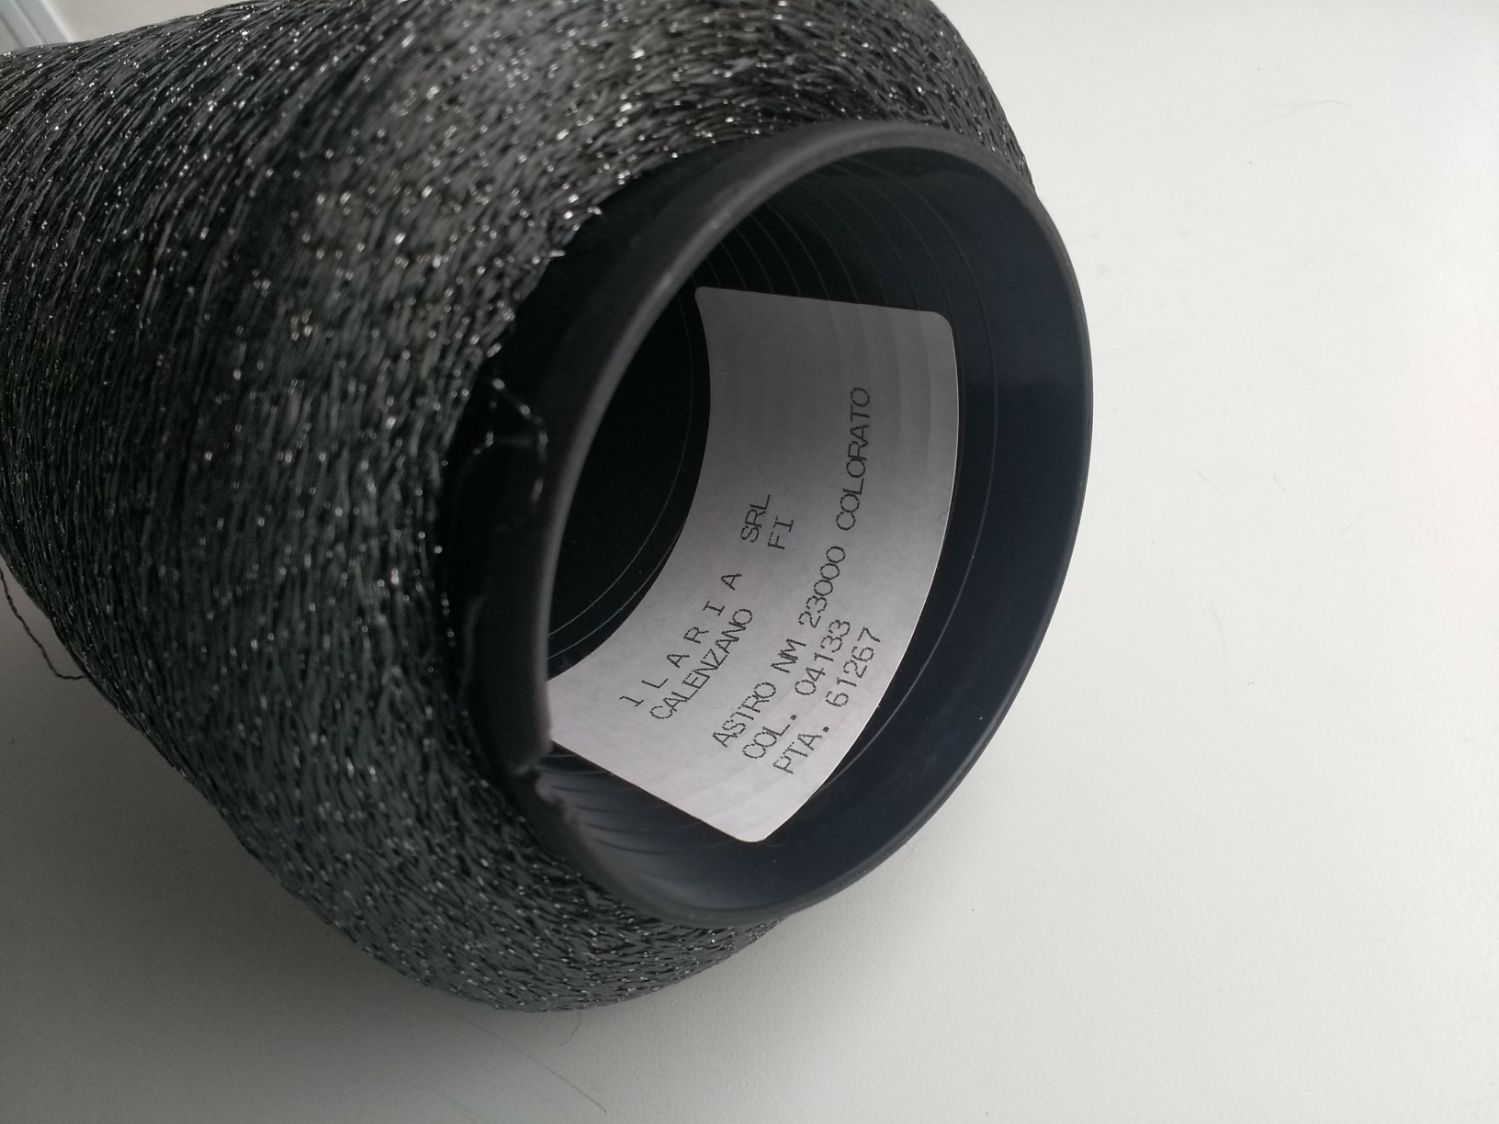 I L A R I A SRL
CALENZANO FI
ASTRO NM 23000 COLORATO
COL. 04133
PTA. 61267